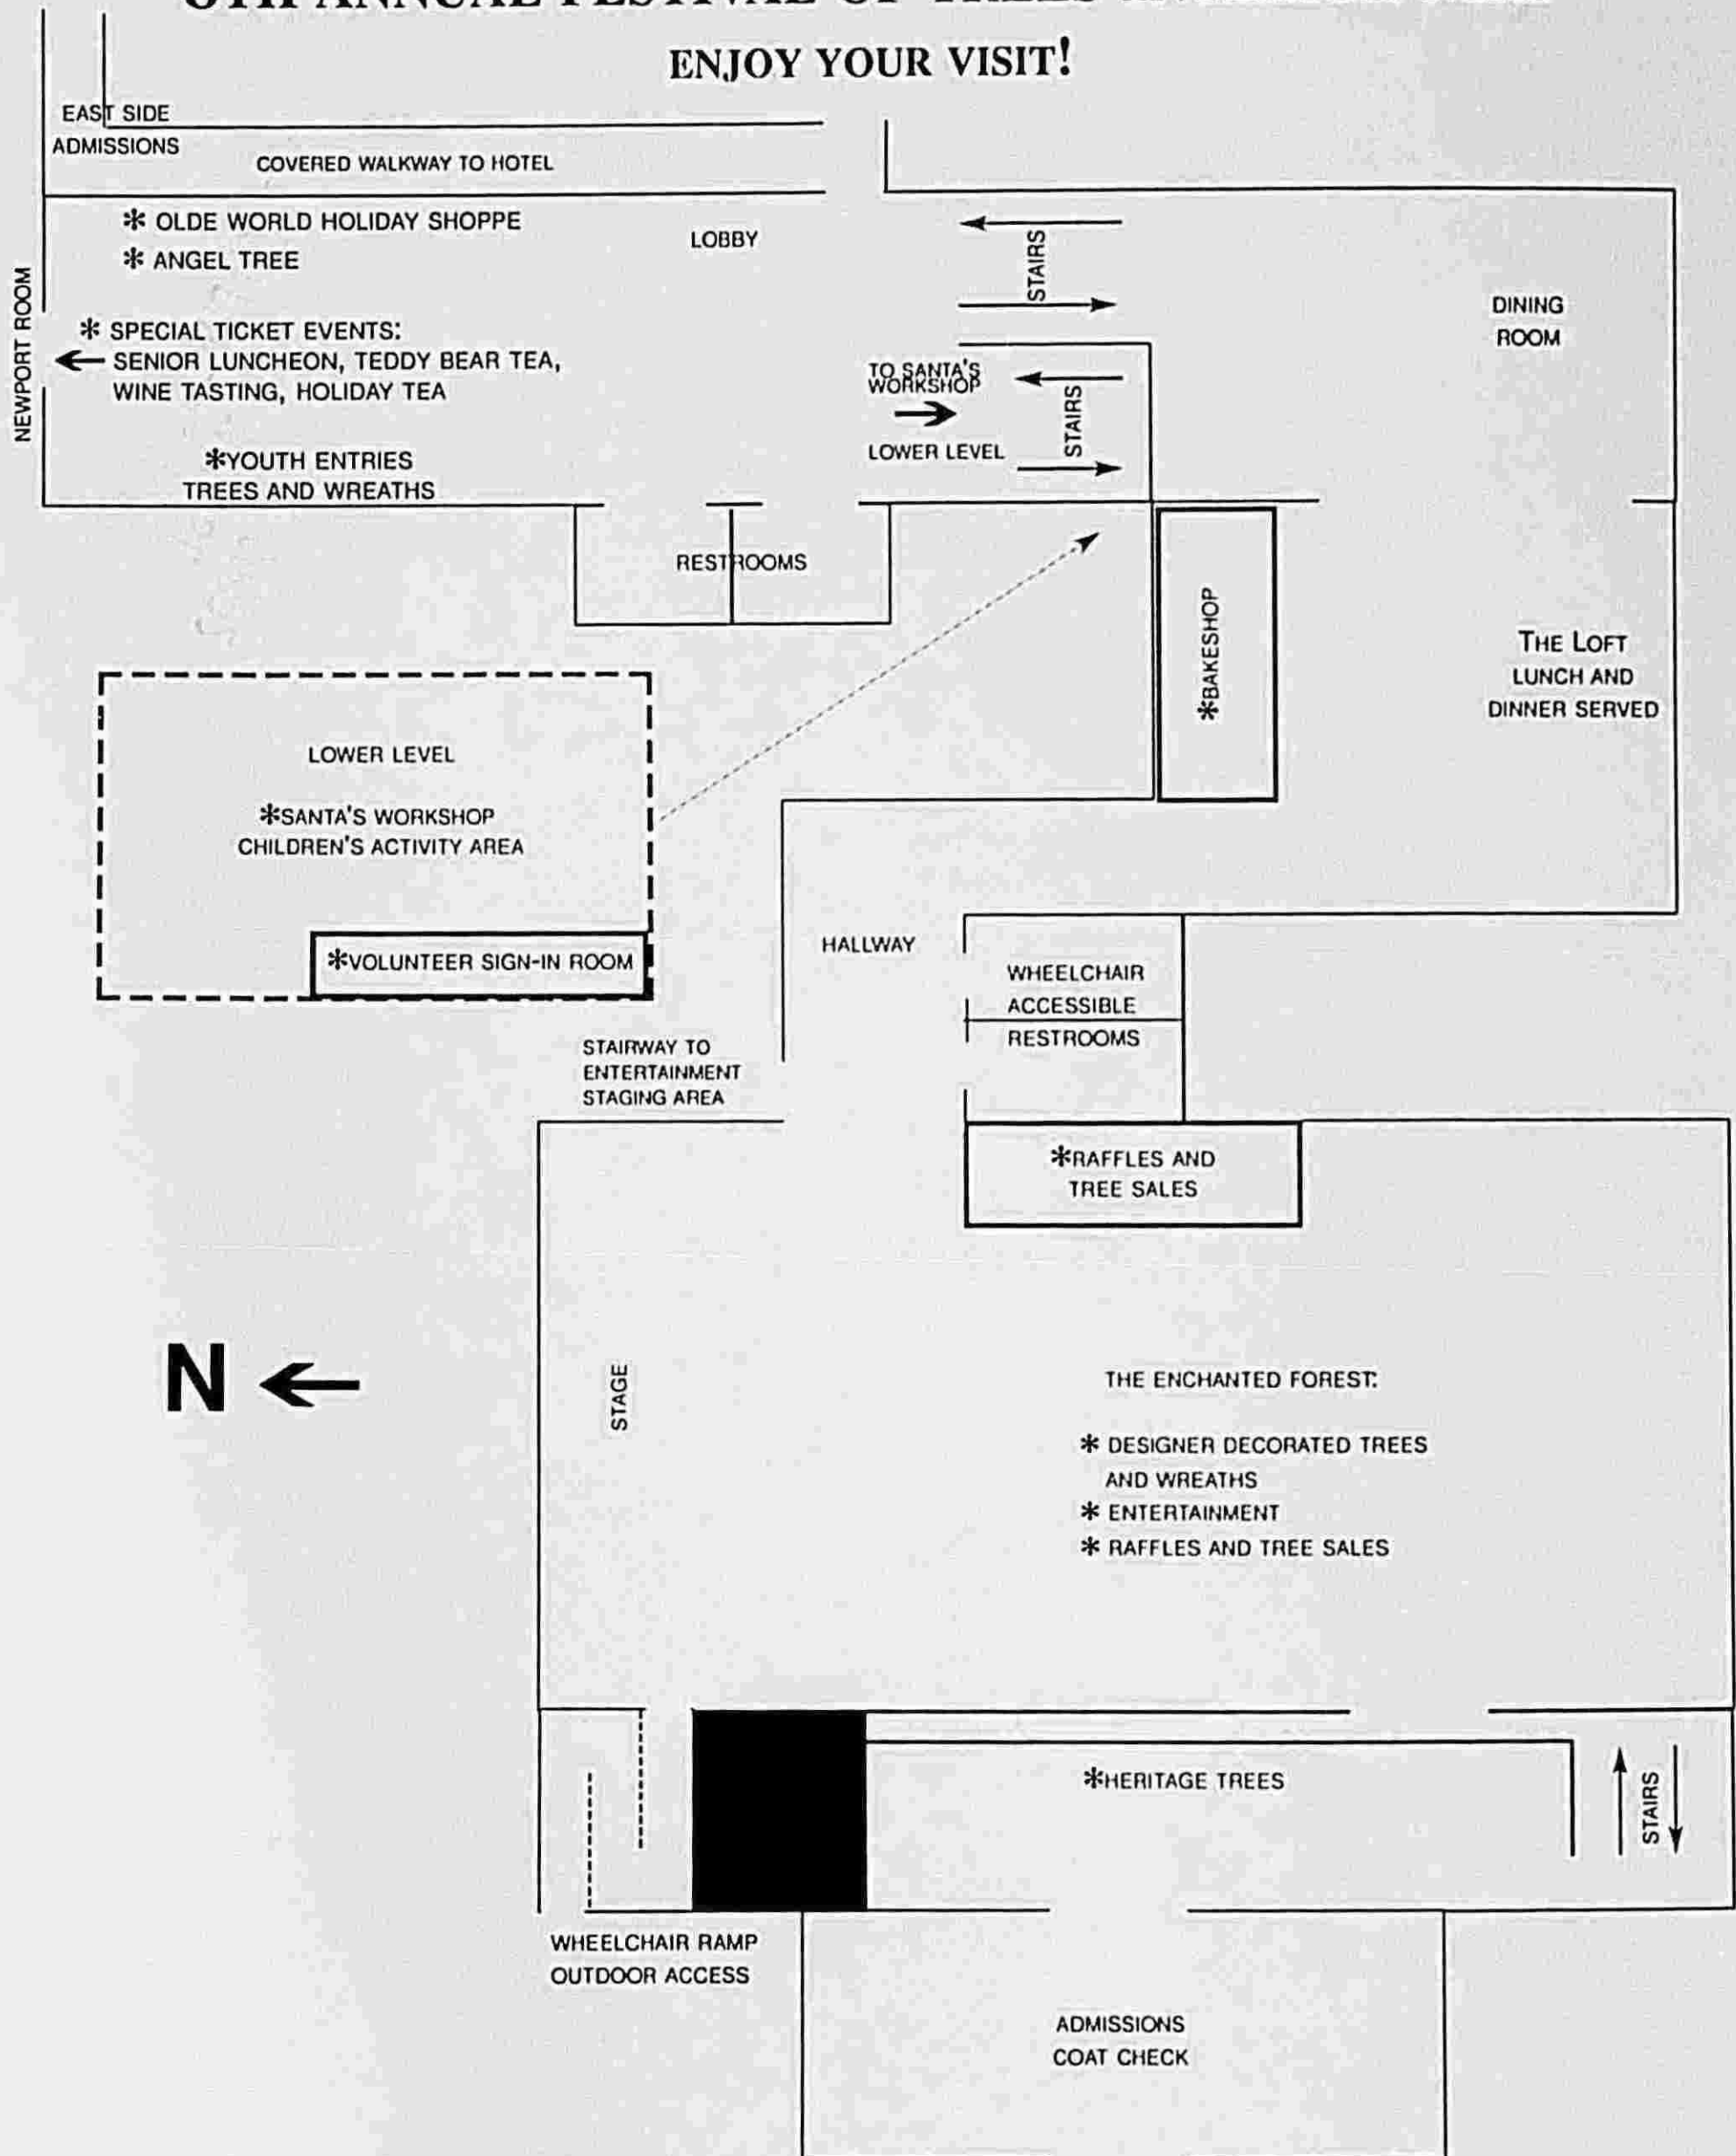 ANNUAL FESTIVAL OF TREES
ENJOY YOUR VISIT!
EAST SIDE
ADMISSIONS
COVERED WALKWAY TO HOTEL
* OLDE WORLD HOLIDAY SHOPPE
* ANGEL TREE
LOBBY
STAIRS
DINING
ROOM
NEWPORT ROOM
* SPECIAL TICKET EVENTS:
SENIOR LUNCHEON, TEDDY BEAR TEA,
WINE TASTING, HOLIDAY TEA
TO SANTA'S
WORKSHOP
LOWER LEVEL
STAIRS
*YOUTH ENTRIES
TREES AND WREATHS
RESTROOMS
*BAKESHOP
THE LOFT
LUNCH AND
DINNER SERVED
LOWER LEVEL
*SANTA'S WORKSHOP
CHILDREN'S ACTIVITY AREA
*VOLUNTEER SIGN-IN ROOM
HALLWAY
WHEELCHAIR
ACCESSIBLE
RESTROOMS
STAIRWAY TO
ENTERTAINMENT
STAGING AREA
*RAFFLES AND
TREE SALES
N
STAGE
THE ENCHANTED FOREST:
* DESIGNER DECORATED TREES
AND WREATHS
* ENTERTAINMENT
* RAFFLES AND TREE SALES
*HERITAGE TREES
STAIRS
WHEELCHAIR RAMP
OUTDOOR ACCESS
ADMISSIONS
COAT CHECK